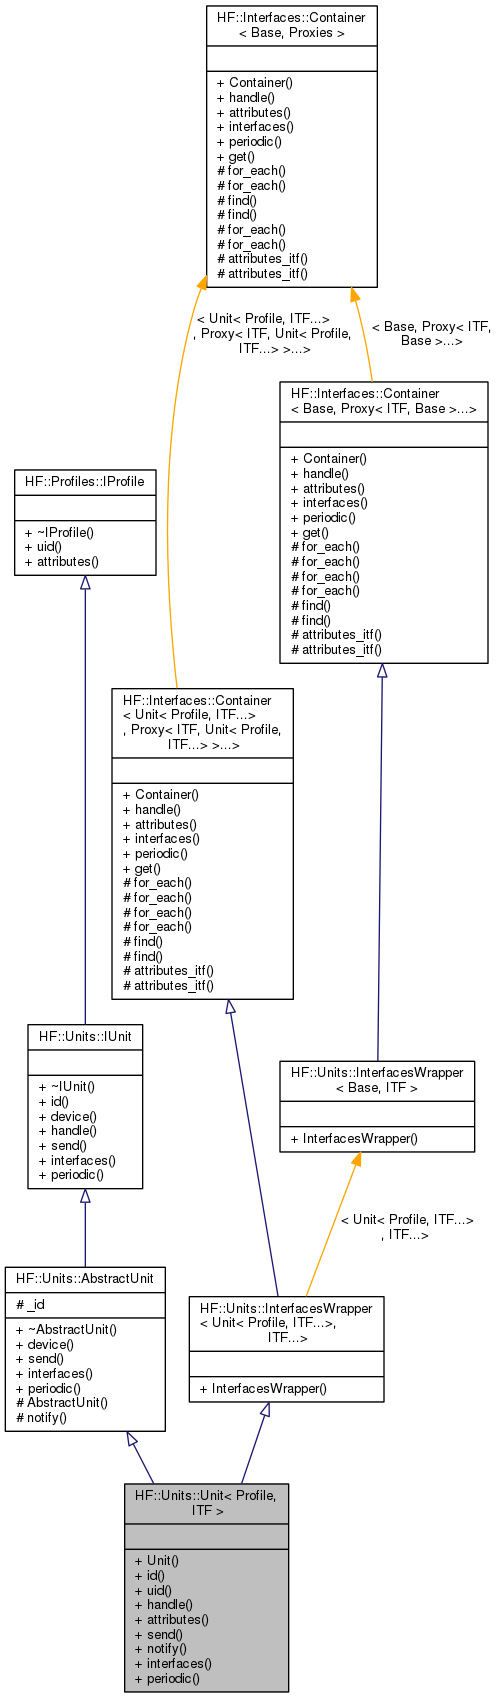 HF::Interfaces::Container
< Base, Proxies >
+ Container()
+ handle()
+ attributes()
+ interfaces()
+ periodic()
+ get()
# for_each()
# for_each()
# find()
# find()
# for_each()
# for_each()
# attributes_itf()
# attributes_itf()
< Unit< Profile, ITF...>
, Proxy< ITF, Unit< Profile,
ITF...> >...>
< Base, Proxy< ITF,
Base >...>
HF::Interfaces::Container
< Base, Proxy< ITF, Base >...>
+ Container()
+ handle()
+ attributes()
+ interfaces()
+ periodic()
+ get()
# for_each()
# for_each()
# for_each()
# for_each()
# find()
# find()
# attributes_itf()
# attributes_itf()
HF::Profiles::IProfile
+ ~IProfile()
+ uid()
+ attributes()
HF::Interfaces::Container
< Unit< Profile, ITF...>
, Proxy< ITF, Unit< Profile,
ITF...> >...>
+ Container()
+ handle()
+ attributes()
+ interfaces()
+ periodic()
+ get()
# for_each()
# for_each()
# for_each()
# for_each()
# find()
# find()
# attributes_itf()
# attributes_itf()
HF::Units::IUnit
+ ~IUnit()
+ id()
+ device()
+ handle()
+ send()
+ interfaces()
+ periodic()
HF::Units::InterfacesWrapper
< Base, ITF >
+ InterfacesWrapper()
< Unit< Profile, ITF...>
, ITF...>
HF::Units::AbstractUnit
# _id
+ ~AbstractUnit()
+ device()
+ send()
+ interfaces()
+ periodic()
# AbstractUnit()
# notify()
HF::Units::InterfacesWrapper
< Unit< Profile, ITF...>,
ITF...>
+ InterfacesWrapper()
HF::Units::Unit< Profile,
ITF >
+ Unit()
+ id()
+ uid()
+ handle()
+ attributes()
+ send()
+ notify()
+ interfaces()
+ periodic()